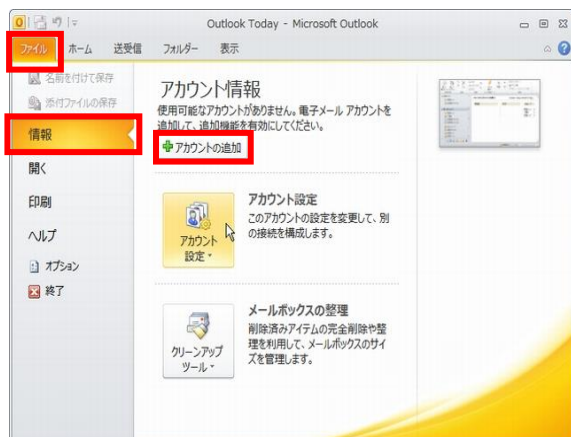 Outlook Today - Microsoft Outlook
ファイル ホーム 送受信 フォルダー 表示
名前を付けて保存
添付ファイルの保存
情報
開く
印刷
ヘルプ
オプション
終了
アカウント情報
使用可能なアカウントがありません。電子メール アカウントを
追加して、追加機能を有効にしてください。
アカウントの追加
アカウント
設定
アカウント設定
このアカウントの設定を変更して、別
の接続を構成します。
クリーンアップ
ツール
メールボックスの整理
削除済みアイテムの完全削除や整
理を利用して、メールボックスのサイ
ズを管理します。